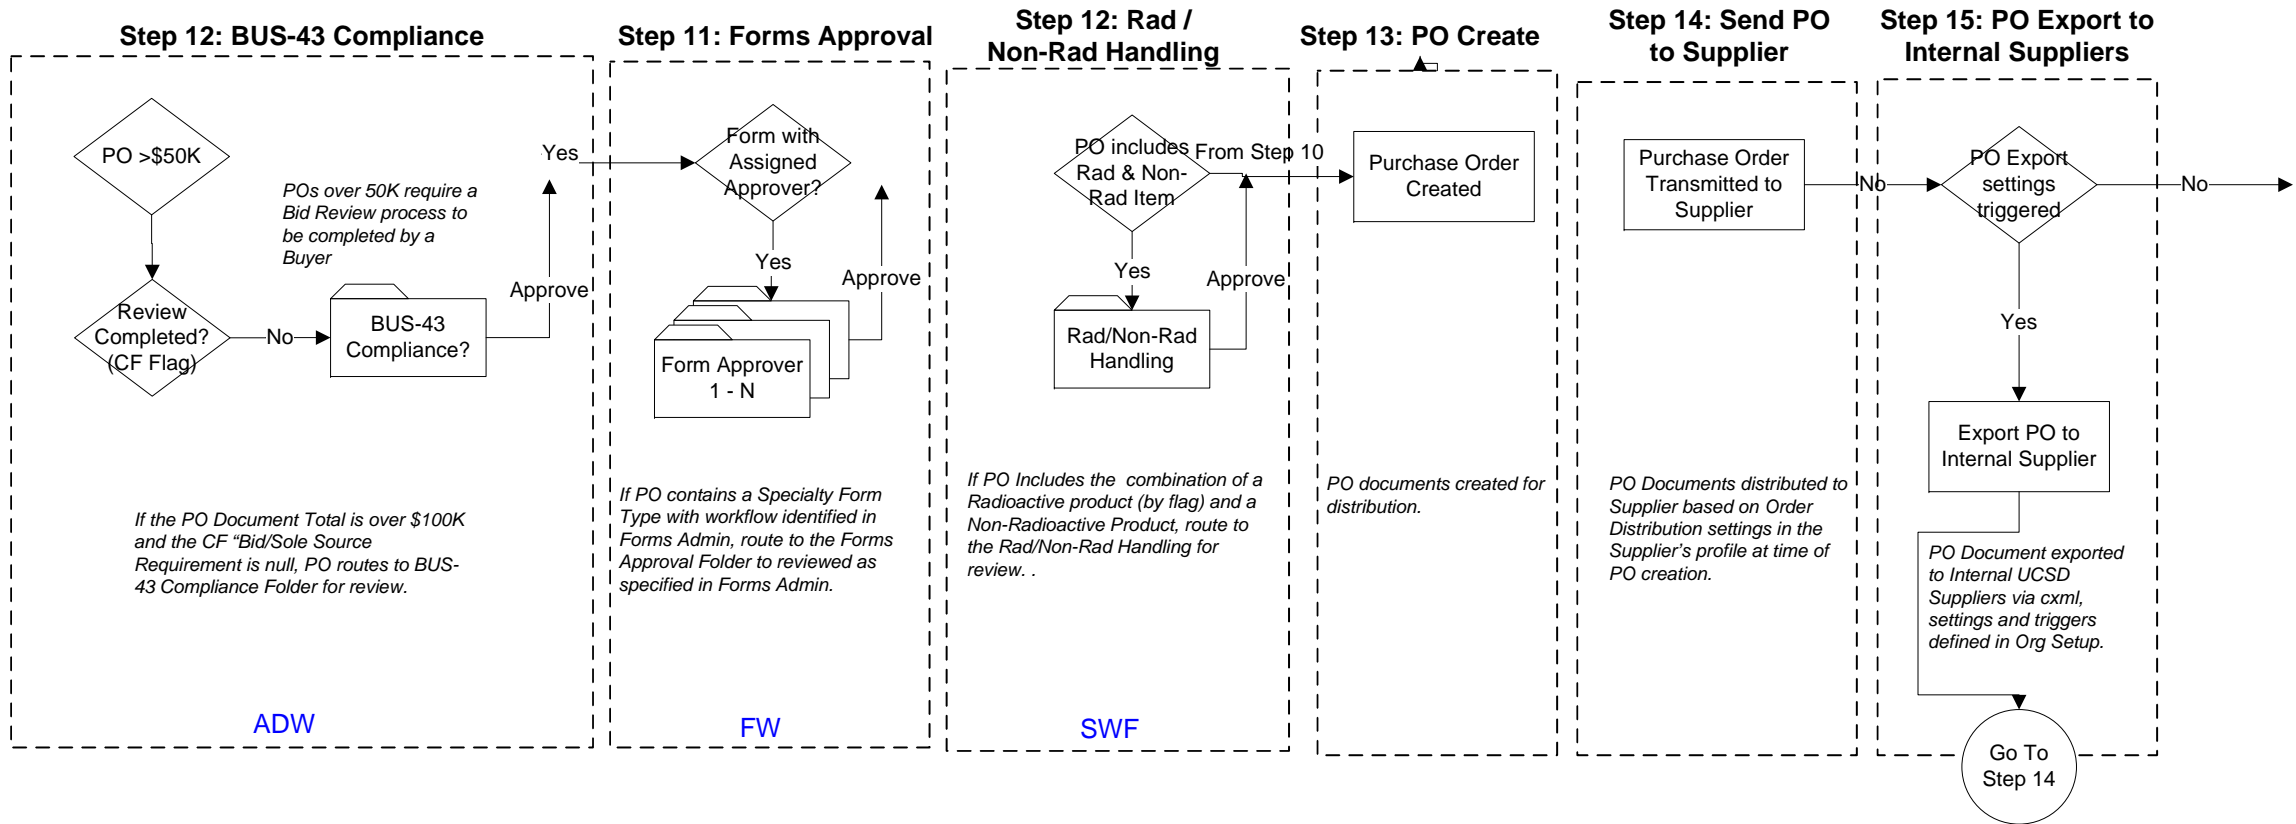 Step 12: BUS-43 Compliance
PO >$50K
POs over 50K require a
Bid Review process to
be completed by a
Buyer
Review
Completed?
(CF Flag)
No
BUS-43
Compliance?
Approve
Yes
If the PO Document Total is over $100K
and the CF “Bid/Sole Source
Requirement is null, PO routes to BUS-
43 Compliance Folder for review.
ADW
Step 11: Forms Approval
Form with
Assigned
Approver?
Yes
Approve
Form Approver
1 - N
If PO contains a Specialty Form
Type with workflow identified in
Forms Admin, route to the Forms
Approval Folder to reviewed as
specified in Forms Admin.
FW
Step 12: Rad /
Non-Rad Handling
PO includes
Rad & Non-
Rad Item
From Step 10
Yes
Approve
Rad/Non-Rad
Handling
If PO Includes the  combination of a
Radioactive product (by flag) and a
Non-Radioactive Product, route to
the Rad/Non-Rad Handling for
review. .
SWF
Step 13: PO Create
Purchase Order
Created
PO documents created for
distribution.
Step 14: Send PO
to Supplier
Purchase Order
Transmitted to
Supplier
No
PO Documents distributed to
Supplier based on Order
Distribution settings in the
Supplier’s profile at time of
PO creation.
Step 15: PO Export to
Internal Suppliers
PO Export
settings
triggered
No
Yes
Export PO to
Internal Supplier
PO Document exported
to Internal UCSD
Suppliers via cxml,
settings and triggers
defined in Org Setup.
Go To
Step 14